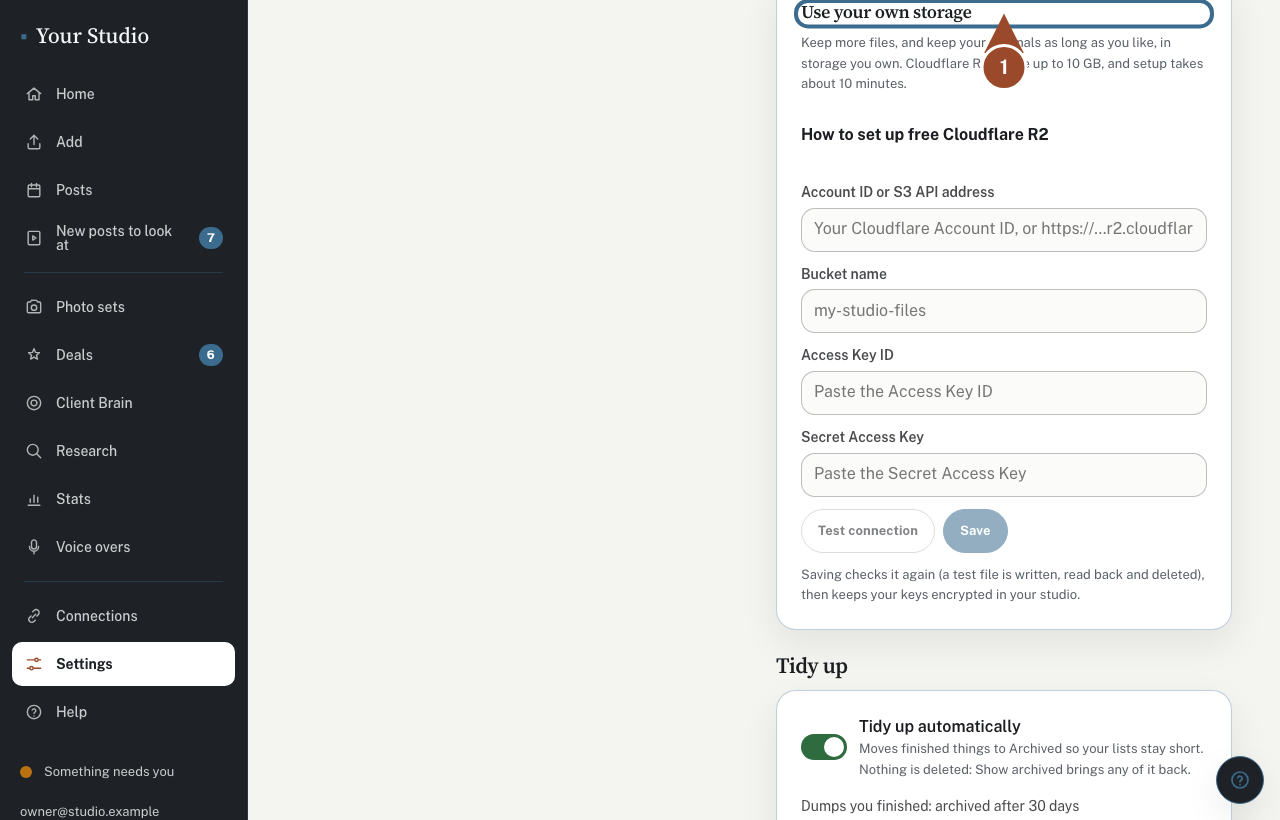 Your Studio
Home
Add
Posts
New posts to look
at
7
Photo sets
Deals
6
Client Brain
Research
Stats
Voice overs
Connections
Settings
Help
Something needs you
owner@studio.example
Use your own storage
Keep more files, and keep your as long as you like, in
storage you own. Cloudflare up to 10 GB, and setup takes
about 10 minutes.
1
How to set up free Cloudflare R2
Account ID or S3 API address
Your Cloudflare Account ID, or https://…r2.cloudflar
Bucket name
my-studio-files
Access Key ID
Paste the Access Key ID
Secret Access Key
Paste the Secret Access Key
Test connection
Save
Saving checks it again (a test file is written, read back and deleted),
then keeps your keys encrypted in your studio.
Tidy up
Tidy up automatically
Moves finished things to Archived so your lists stay short.
Nothing is deleted: Show archived brings any of it back.
Dumps you finished: archived after 30 days